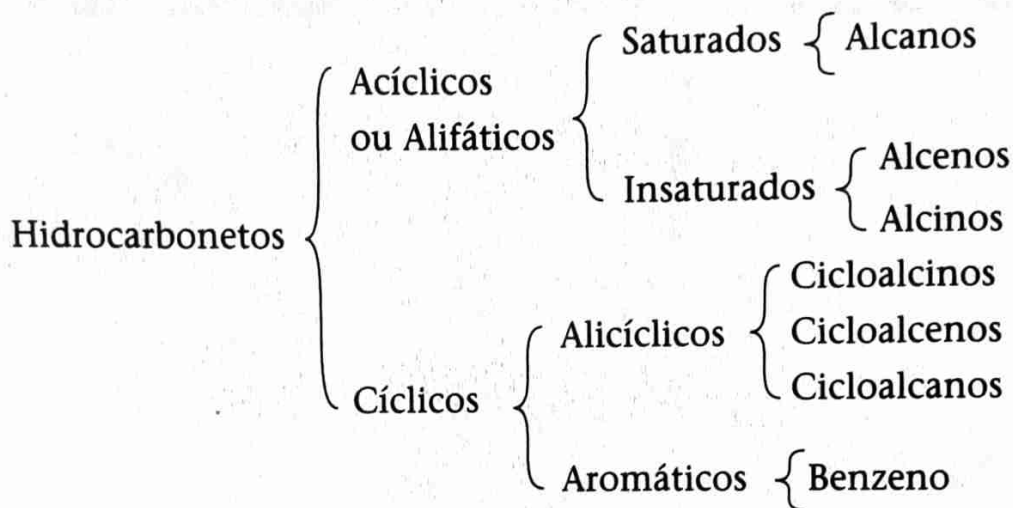 Hidrocarbonetos
Acíclicos
ou Alifáticos
Saturados
Alcanos
Insaturados
Alcenos
Alcinos
Cíclicos
Alicíclicos
Cicloalcinos
Cicloalcenos
Cicloalcanos
Aromáticos
Benzeno